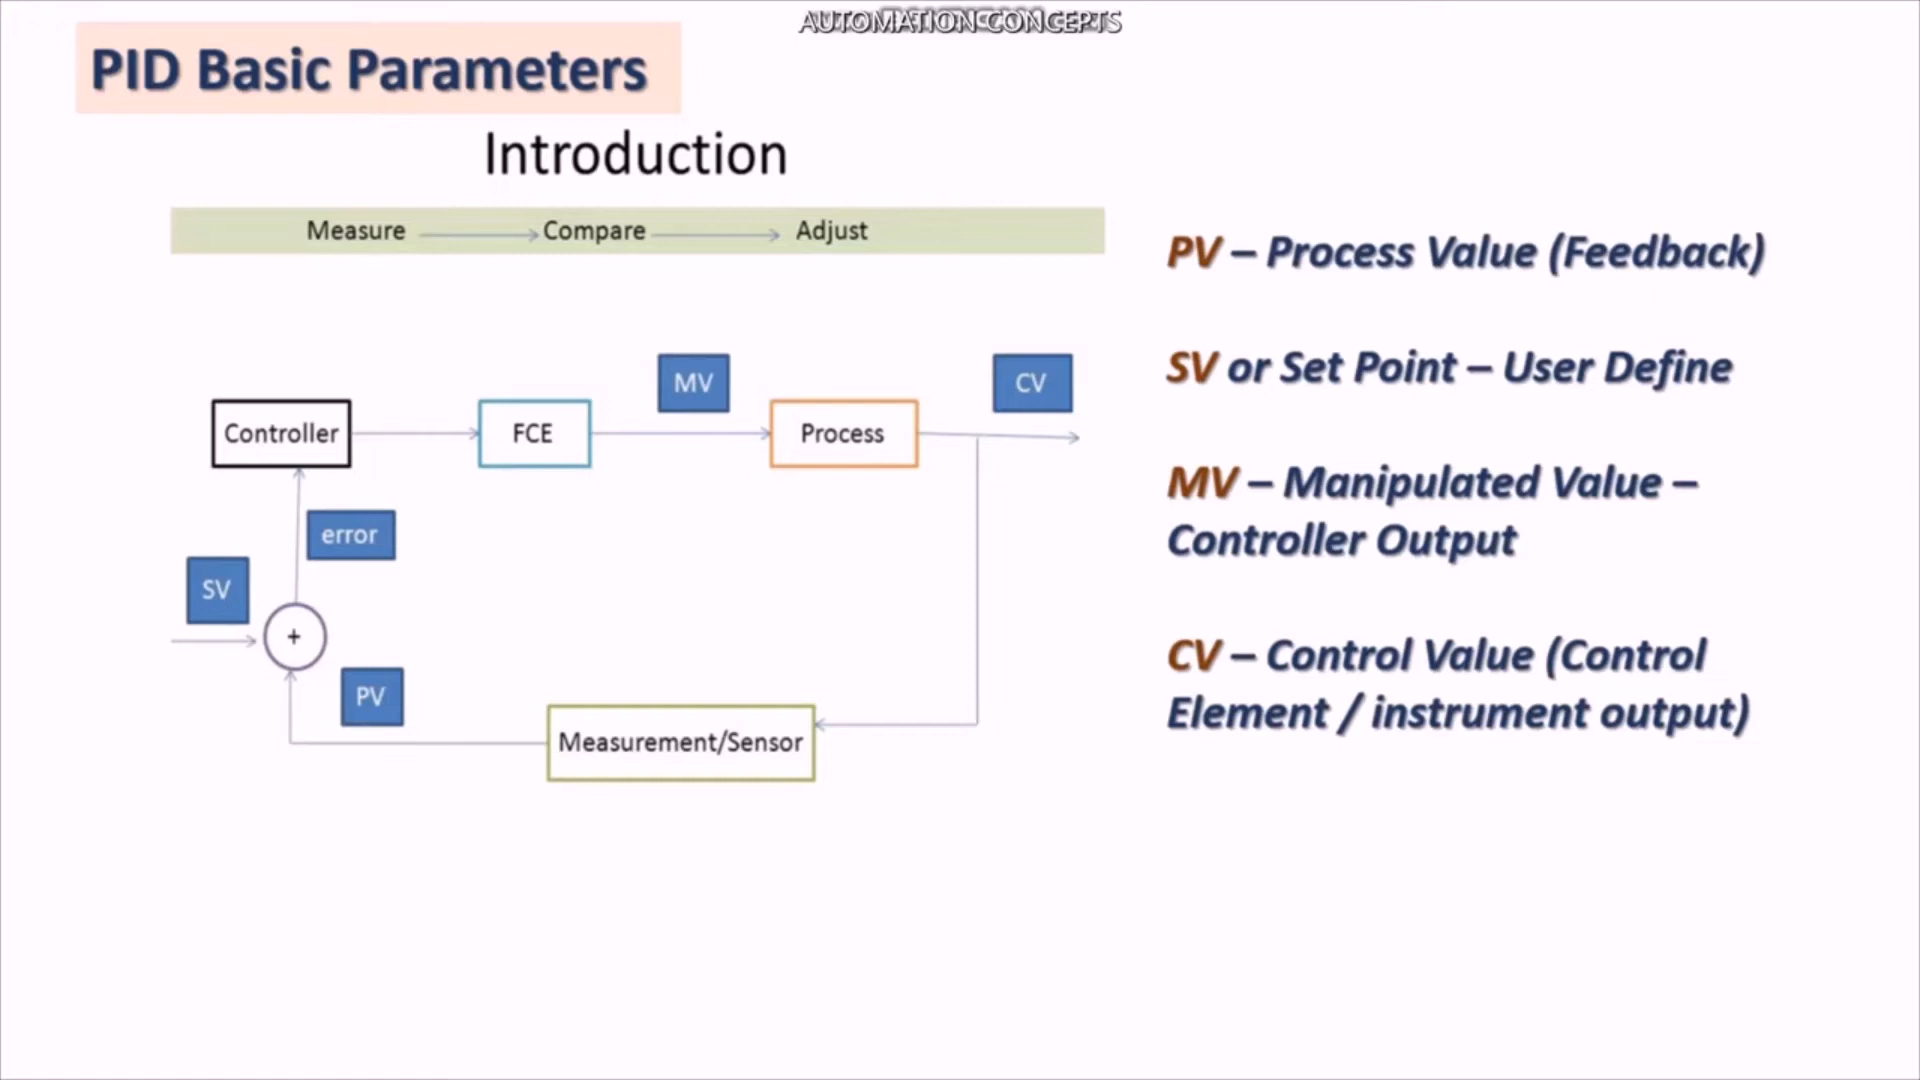 AUTOMATION CONCEPTS
PID Basic Parameters
Introduction
Measure Compare Adjust
PV – Process Value (Feedback)
SV or Set Point – User Define
MV – Manipulated Value –
Controller Output
CV – Control Value (Control
Element / instrument output)
MV
CV
Controller
FCE
Process
error
SV
+
PV
Measurement/Sensor